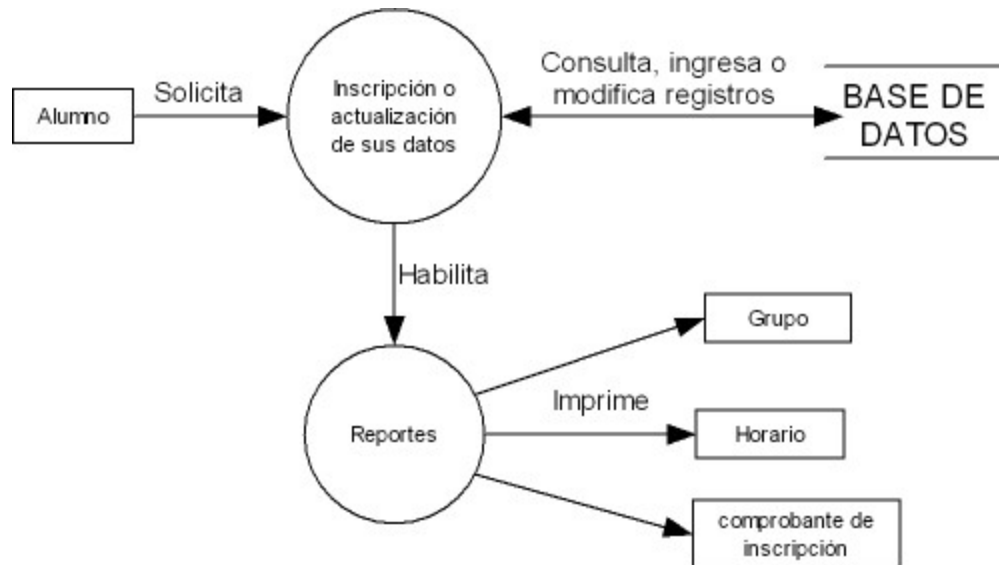 Alumno
Solicita
Inscripción o
actualización
de sus datos
Consulta, ingresa o
modifica registros
BASE DE
DATOS
Habilita
Reportes
Imprime
Grupo
Horario
comprobante de
inscripción